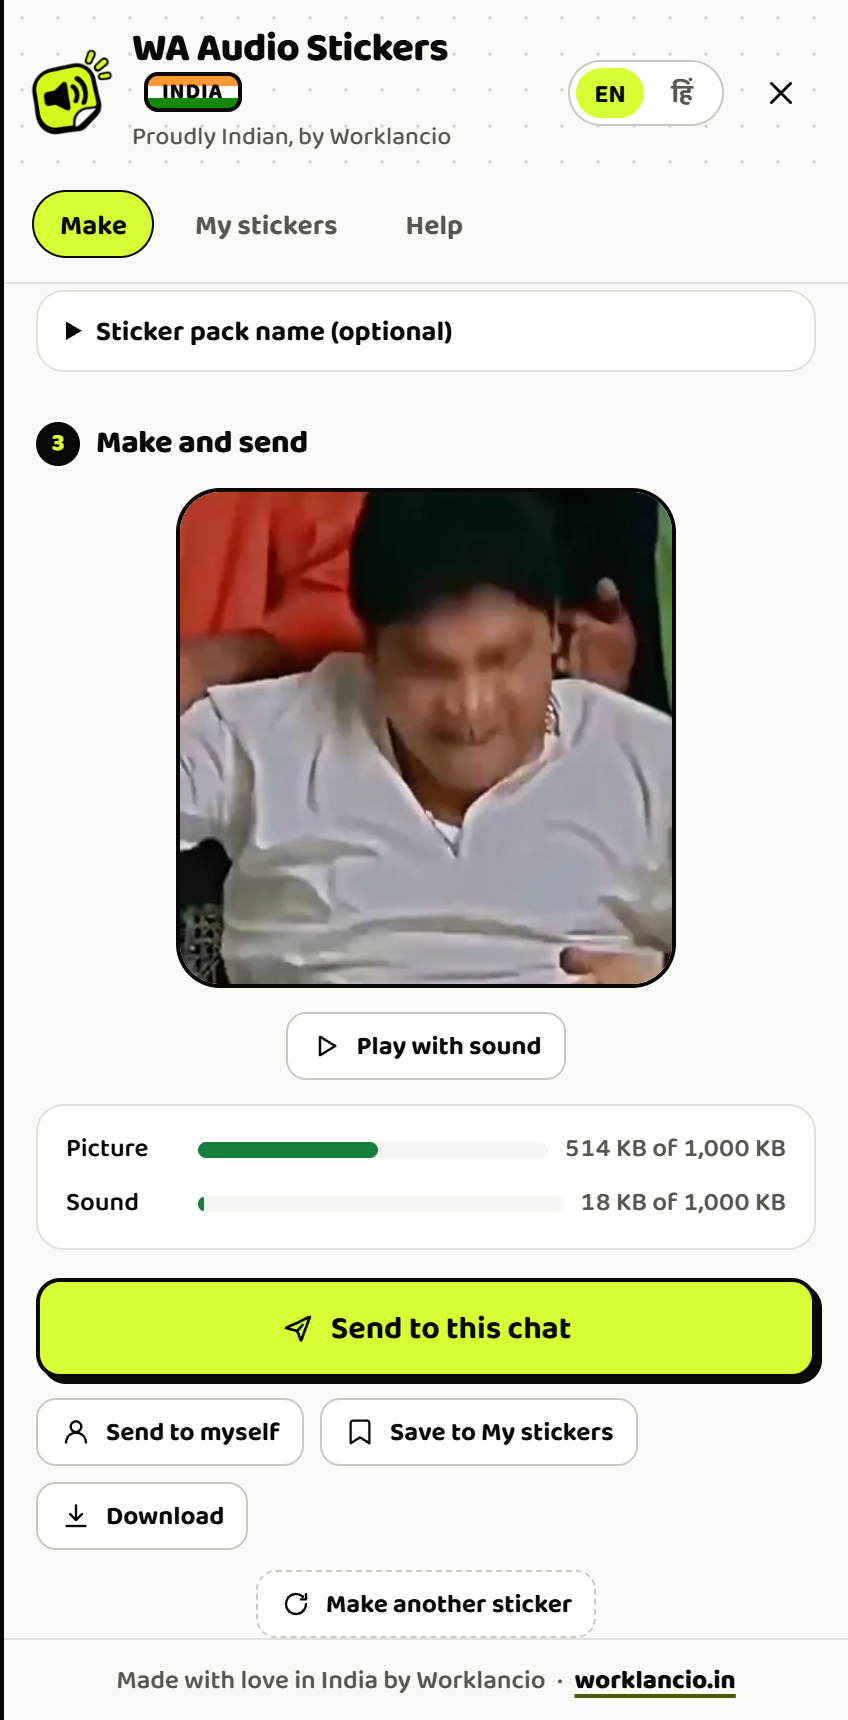 WA Audio Stickers
INDIA
Proudly Indian, by Worklancio
EN
हिं
Make
My stickers
Help
Sticker pack name (optional)
3
Make and send
Play with sound
Picture
514 KB of 1,000 KB
Sound
18 KB of 1,000 KB
Send to this chat
Send to myself
Save to My stickers
Download
Make another sticker
Made with love in India by Worklancio · worklancio.in